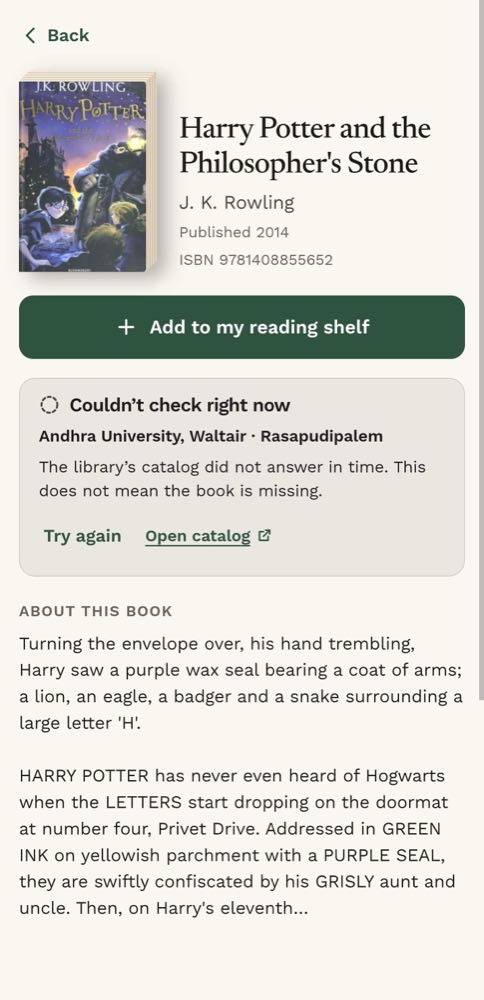 Back
J.K. ROWLING
HARRY POTTER
and the
Harry Potter and the
Philosopher's Stone
J. K. Rowling
Published 2014
ISBN 9781408855652
Add to my reading shelf
Couldn’t check right now
Andhra University, Waltair · Rasapudipalem
The library’s catalog did not answer in time. This
does not mean the book is missing.
Try again
Open catalog
ABOUT THIS BOOK
Turning the envelope over, his hand trembling,
Harry saw a purple wax seal bearing a coat of arms;
a lion, an eagle, a badger and a snake surrounding a
large letter 'H'.
HARRY POTTER has never even heard of Hogwarts
when the LETTERS start dropping on the doormat
at number four, Privet Drive. Addressed in GREEN
INK on yellowish parchment with a PURPLE SEAL,
they are swiftly confiscated by his GRISLY aunt and
uncle. Then, on Harry's eleventh...